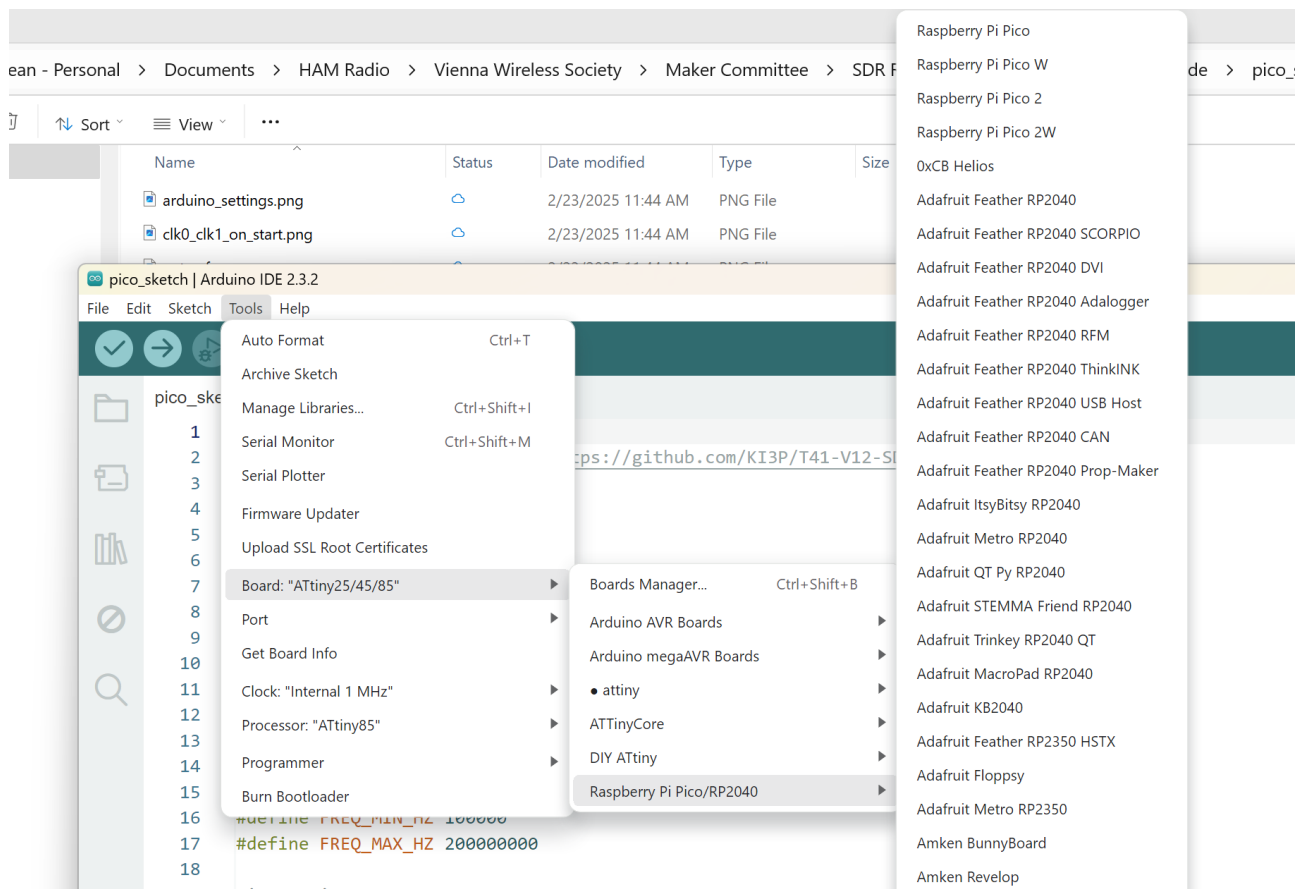 ean - Personal > Documents > HAM Radio > Vienna Wireless Society > Maker Committee > SDR de > pico_
Sort View ...
Name Status Date modified Type Size
arduino_settings.png 2/23/2025 11:44 AM PNG File
clk0_clk1_on_start.png 2/23/2025 11:44 AM PNG File
pico_sketch | Arduino IDE 2.3.2
File Edit Sketch Tools Help
pico_ske
1
2 tps://github.com/KI3P/T41-V12-SD
3
4
5
6
7
8
9
10
11
12
13
14
15
16 #define FREQ_MIN_HZ 100000
17 #define FREQ_MAX_HZ 200000000
18
Auto Format Ctrl+T
Archive Sketch
Manage Libraries... Ctrl+Shift+I
Serial Monitor Ctrl+Shift+M
Serial Plotter
Firmware Updater
Upload SSL Root Certificates
Board: "ATtiny25/45/85"
Port
Get Board Info
Clock: "Internal 1 MHz"
Processor: "ATtiny85"
Programmer
Burn Bootloader
Boards Manager... Ctrl+Shift+B
Arduino AVR Boards
Arduino megaAVR Boards
● attiny
ATTinyCore
DIY ATtiny
Raspberry Pi Pico/RP2040
Raspberry Pi Pico
Raspberry Pi Pico W
Raspberry Pi Pico 2
Raspberry Pi Pico 2W
0xCB Helios
Adafruit Feather RP2040
Adafruit Feather RP2040 SCORPIO
Adafruit Feather RP2040 DVI
Adafruit Feather RP2040 Adalogger
Adafruit Feather RP2040 RFM
Adafruit Feather RP2040 ThinkINK
Adafruit Feather RP2040 USB Host
Adafruit Feather RP2040 CAN
Adafruit Feather RP2040 Prop-Maker
Adafruit ItsyBitsy RP2040
Adafruit Metro RP2040
Adafruit QT Py RP2040
Adafruit STEMMA Friend RP2040
Adafruit Trinkey RP2040 QT
Adafruit MacroPad RP2040
Adafruit KB2040
Adafruit Feather RP2350 HSTX
Adafruit Floppsy
Adafruit Metro RP2350
Amken BunnyBoard
Amken Revelop